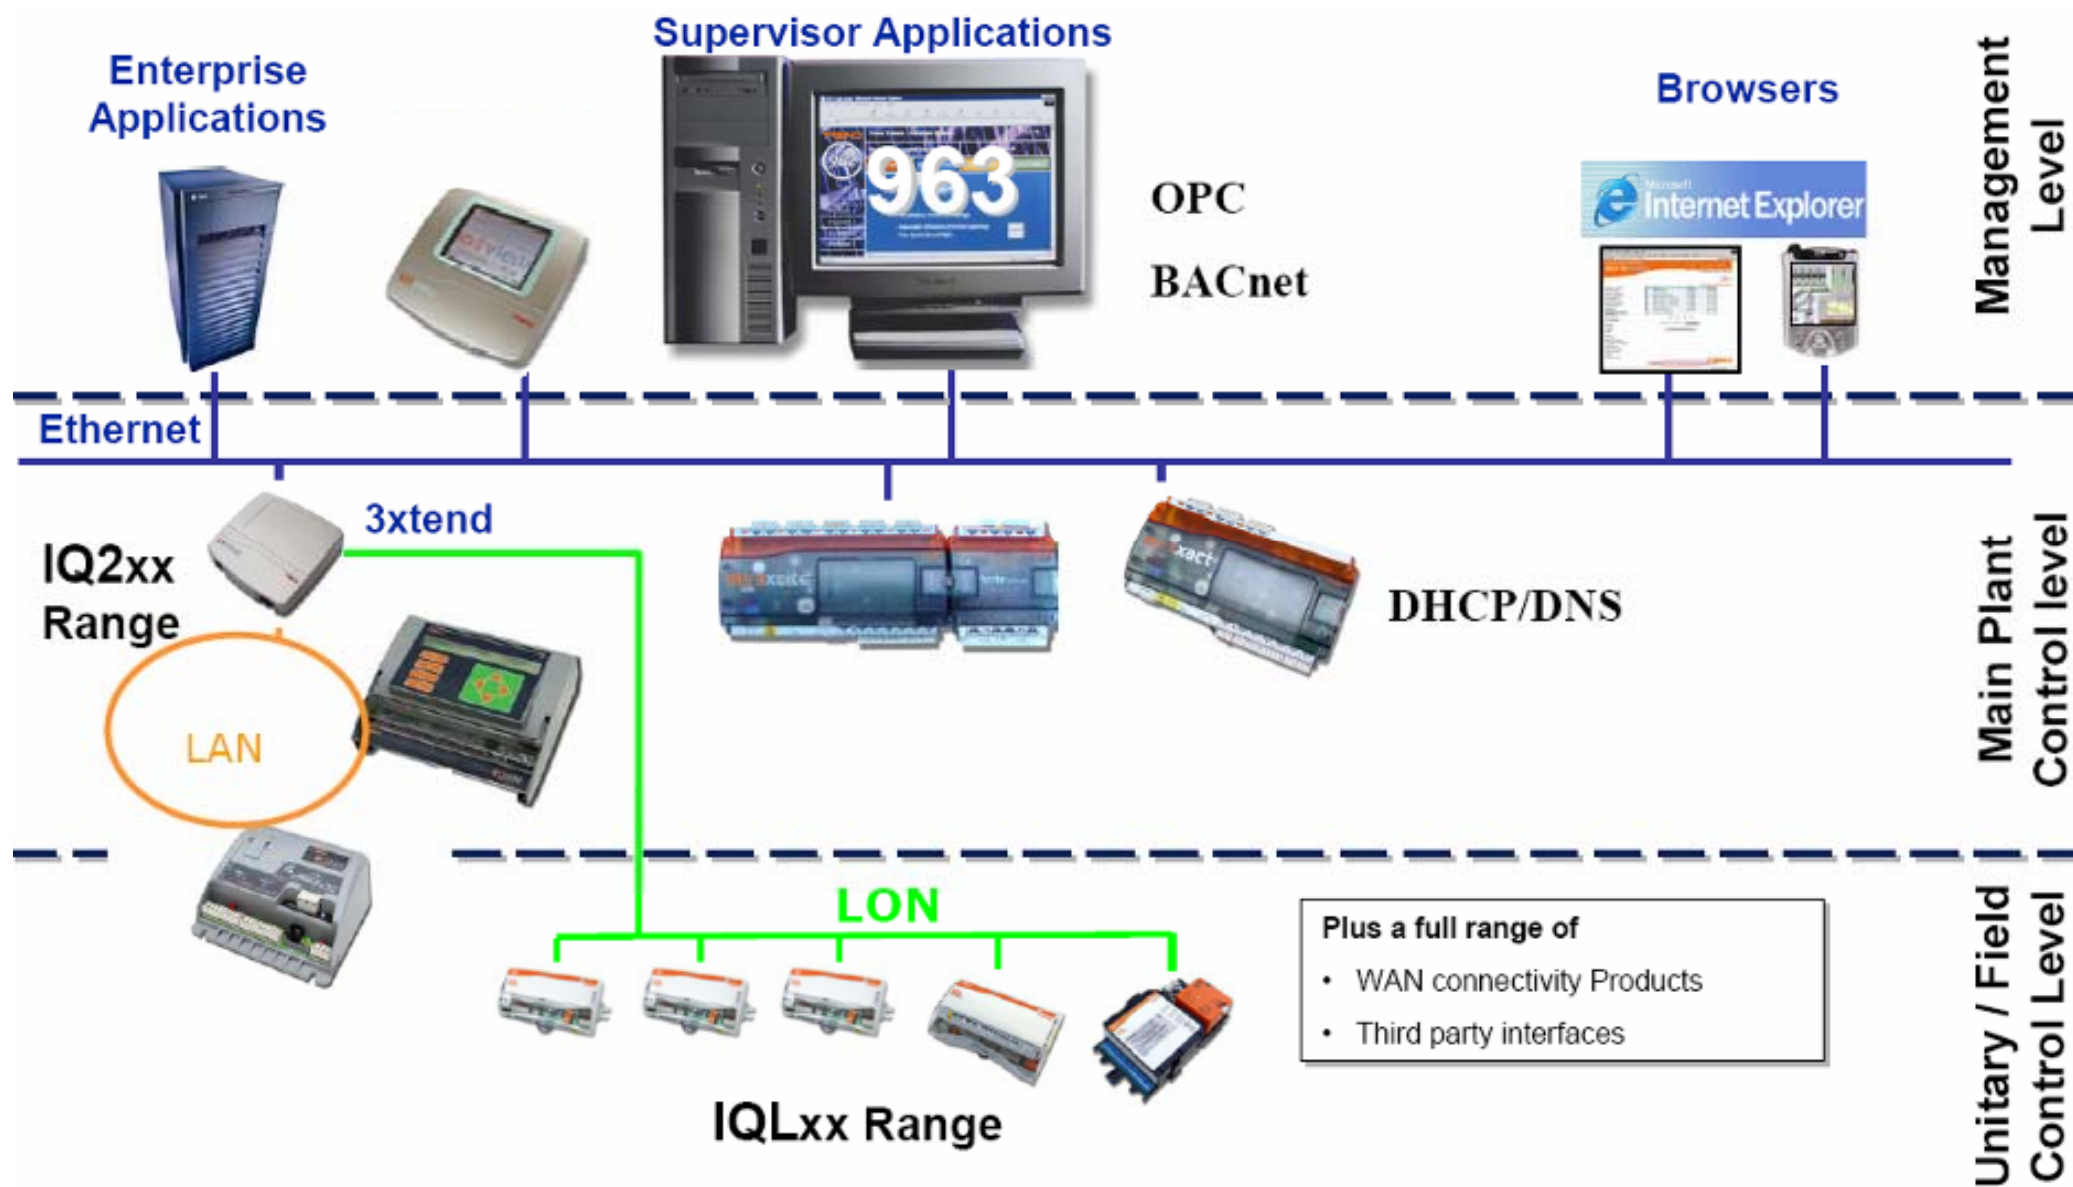 Supervisor Applications
Enterprise
Applications
Browsers
Management
Level
963
OPC
BACnet
Microsoft
Internet Explorer
Ethernet
3xtend
IQ2xx
Range
LAN
DHCP/DNS
Main Plant
Control level
LON
IQLxx Range
Plus a full range of
• WAN connectivity Products
• Third party interfaces
Unitary / Field
Control Level